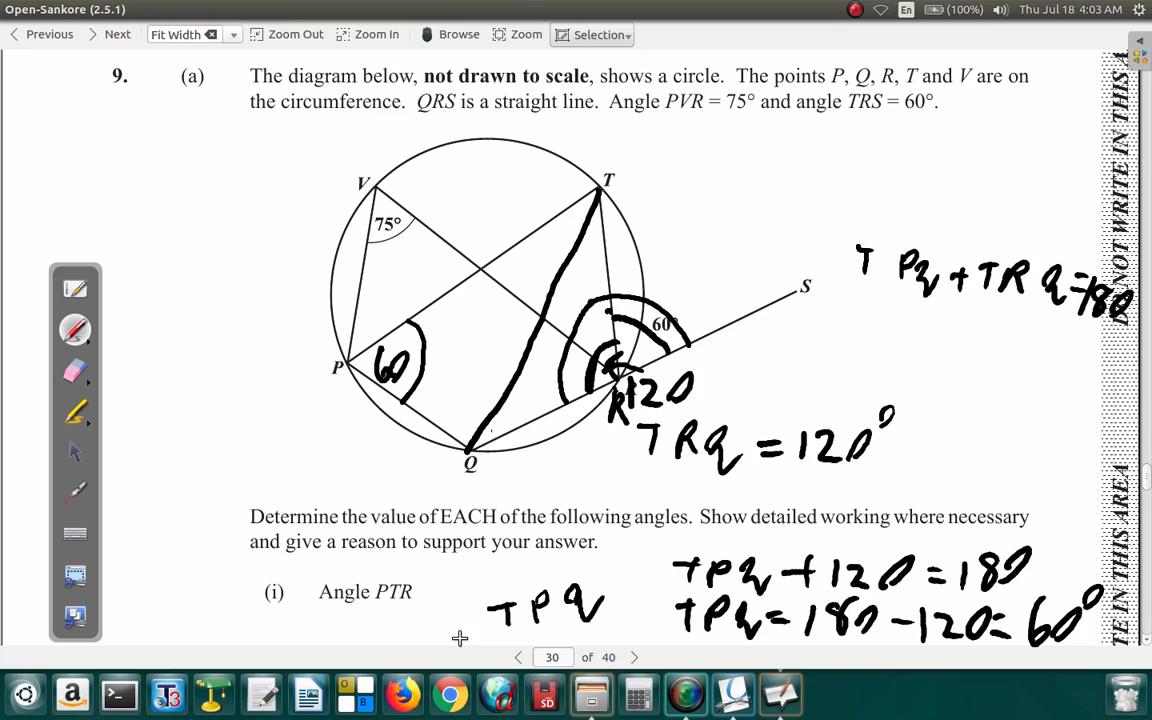 Open-Sankore (2.5.1)
En (100%) Thu Jul 18 4:03 AM
Previous Next Fit Width Zoom Out Zoom In Browse Zoom Selection
9. (a) The diagram below, not drawn to scale, shows a circle. The points P, Q, R, T and V are on
the circumference. QRS is a straight line. Angle PVR = 75° and angle TRS = 60°.
V
T
75°
S
60°
P
60
R
120
Q
TPq + TRq = 180
TRq = 120°
Determine the value of EACH of the following angles. Show detailed working where necessary
and give a reason to support your answer.
TPq + 120 = 180
(i) Angle PTR
TPQ
TPq = 180 - 120 = 60°
NOT WRITE IN THIS A
TE IN THIS AREA
30 of 40
a
T3
SD